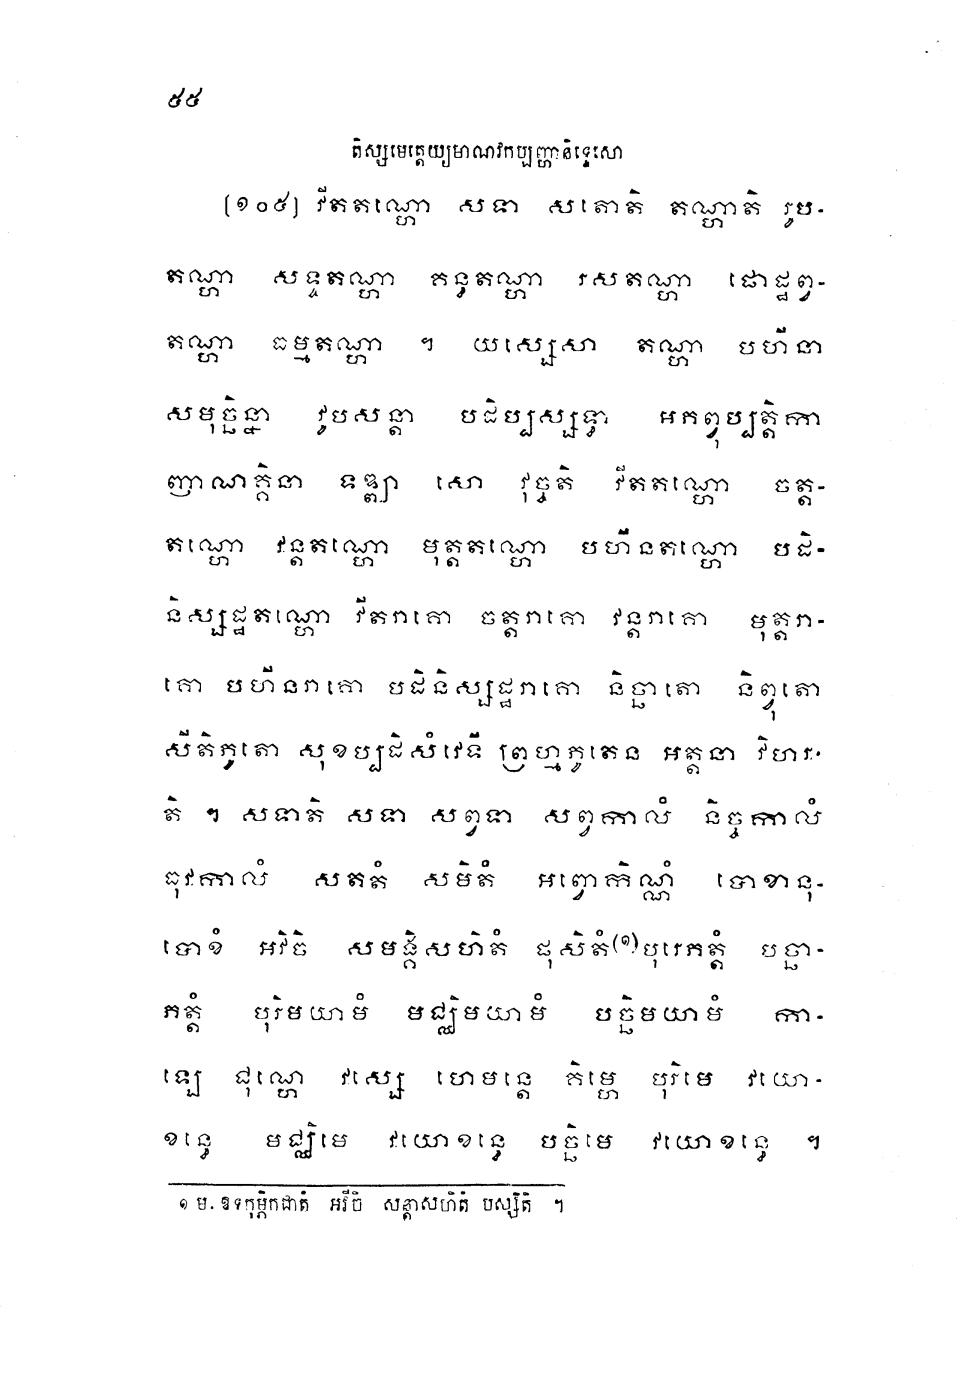 ៥៥
តិស្សមេត្តេយ្យមាណវកប្បញ្ហានិទ្ទេសោ
(១០៥) វីតតណ្ហោ សទា សតោតិ តណ្ហាតិ រូប-
តណ្ហា សទ្ទតណ្ហា គន្ធតណ្ហា រសតណ្ហា ផោដ្ឋព្វ-
តណ្ហា ធម្មតណ្ហា ។ យស្សេសា តណ្ហា បហីនា
សមុច្ឆិន្នា វូបសន្តា បដិប្បស្សទ្ធា អភព្វុប្បត្តិកា
ញាណគ្គិនា ទឌ្ឍា សោ វុច្ចតិ វីតតណ្ហោ ចត្ត-
តណ្ហោ វន្តតណ្ហោ មុត្តតណ្ហោ បហីនតណ្ហោ បដិ-
និស្សដ្ឋតណ្ហោ វីតរាគោ ចត្តរាគោ វន្តរាគោ មុត្តរា-
គោ បហីនរាគោ បដិនិស្សដ្ឋរាគោ និច្ឆាតោ និព្វុតោ
សីតិភូតោ សុខប្បដិសំវេទី ព្រហ្មភូតេន អត្តនា វិហរ-
តិ ។ សទាតិ សទា សព្វទា សព្វកាលំ និច្ចកាលំ
ធុវកាលំ សតតំ សមិតំ អព្វោកិណ្ណំ បោខានុ-
បោខំ អវិចិ សមង្គិសហិតំ ផុសិតំ(១)បុរេភត្តំ បច្ឆា-
ភត្តំ បុរិមយាមំ មជ្ឈិមយាមំ បច្ឆិមយាមំ កា-
ឡេ ជុណ្ហេ វស្សេ ហេមន្តេ គិម្ហេ បុរិមេ វយោ-
ខន្ធេ មជ្ឈិមេ វយោខន្ធេ បច្ឆិមេ វយោខន្ធេ ។
១ ម. ឧទកុម្មិកជាតំ អវីចិ សន្តាសហិតំ បស្សិតំ ។